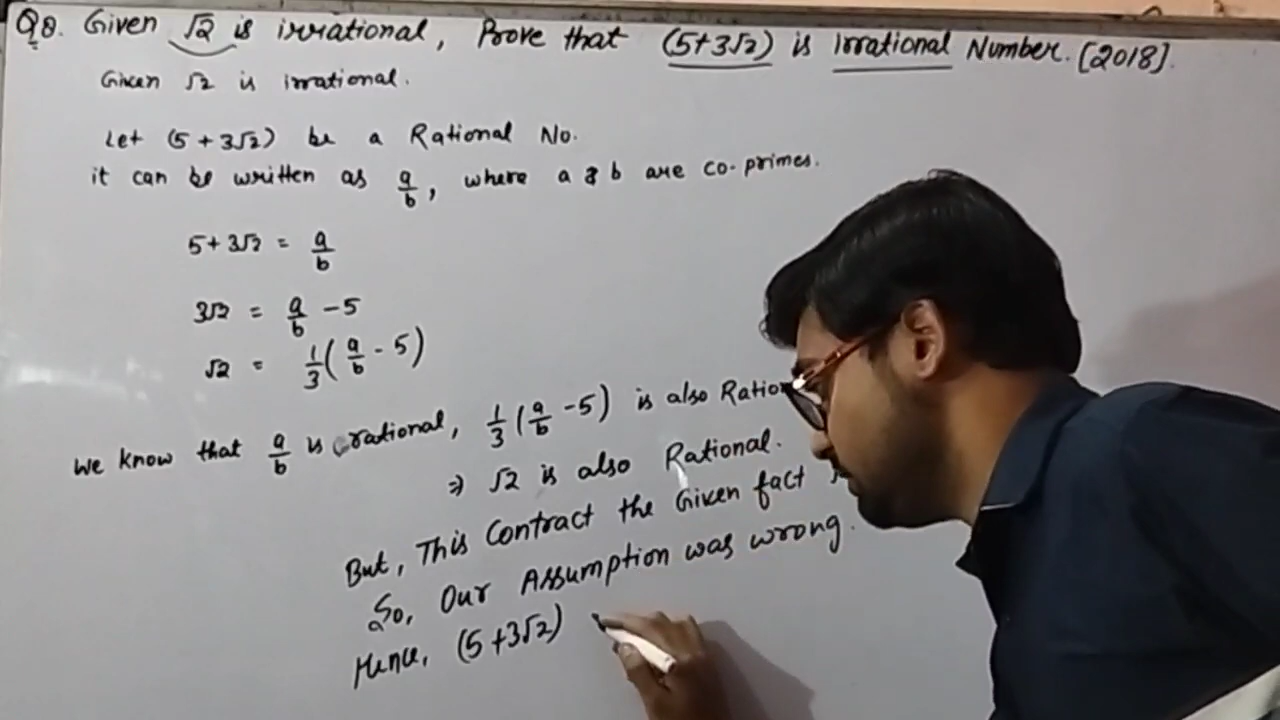 Q8. Given √2 is irrational, Prove that (5+3√2) is Irrational Number. [2018].
Given √2 is irrational.
Let (5 + 3√2) be a Rational No.
it can be written as a/b, where a & b are co-primes.
5+3√2 = a/b
3√2 = a/b - 5
√2 = 1/3 (a/b - 5)
We know that a/b is rational, 1/3 (a/b - 5) is also Ratio
⇒ √2 is also Rational.
But, This Contract the Given fact
So, Our Assumption was wrong.
Hence, (5+3√2)